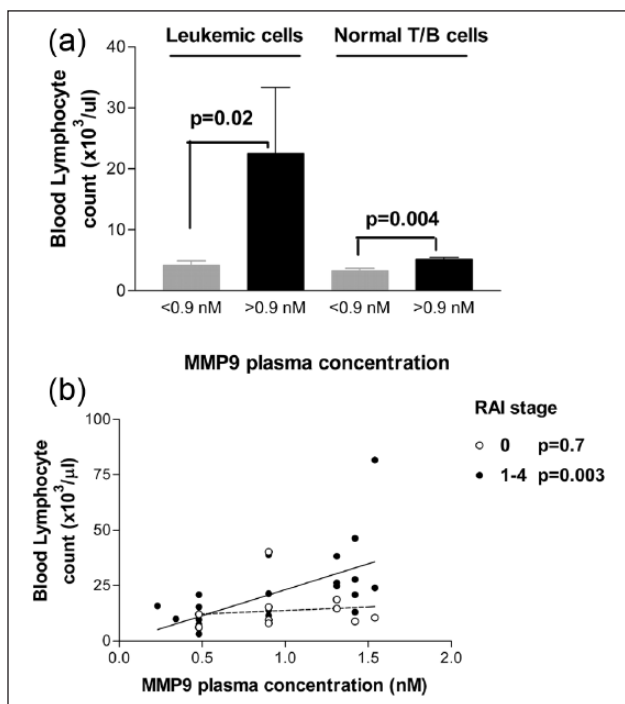 (a)
Leukemic cells Normal T/B cells
Blood Lymphocyte
count (x10³/ul)
40
30
20
10
0
p=0.02
p=0.004
<0.9 nM >0.9 nM <0.9 nM >0.9 nM
MMP9 plasma concentration
(b)
Blood Lymphocyte
count (x10³/µl)
100
75
50
25
0
0.0 0.5 1.0 1.5 2.0
MMP9 plasma concentration (nM)
RAI stage
0 p=0.7
1-4 p=0.003